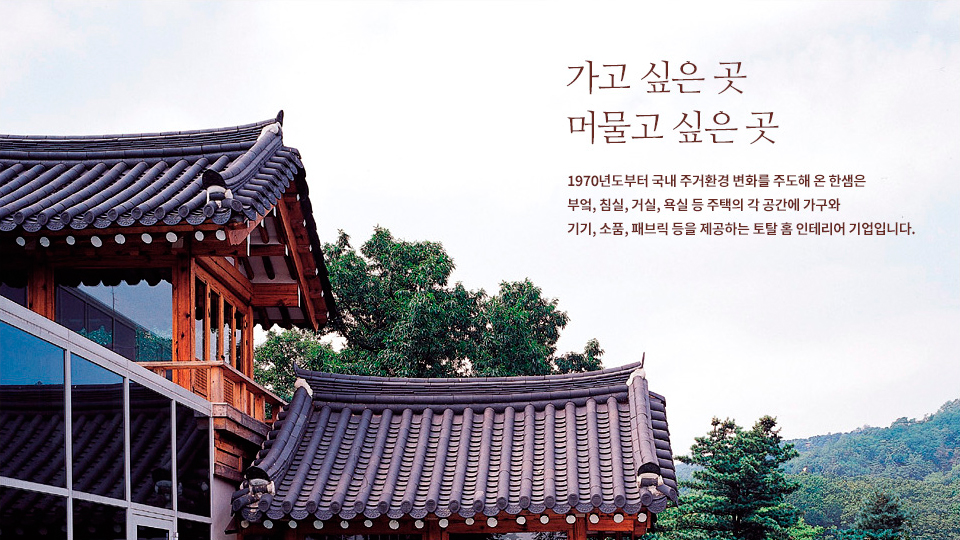 가고 싶은 곳
머물고 싶은 곳
1970년도부터 국내 주거환경 변화를 주도해 온 한샘은
부엌, 침실, 거실, 욕실 등 주택의 각 공간에 가구와
기기, 소품, 패브릭 등을 제공하는 토탈 홈 인테리어 기업입니다.